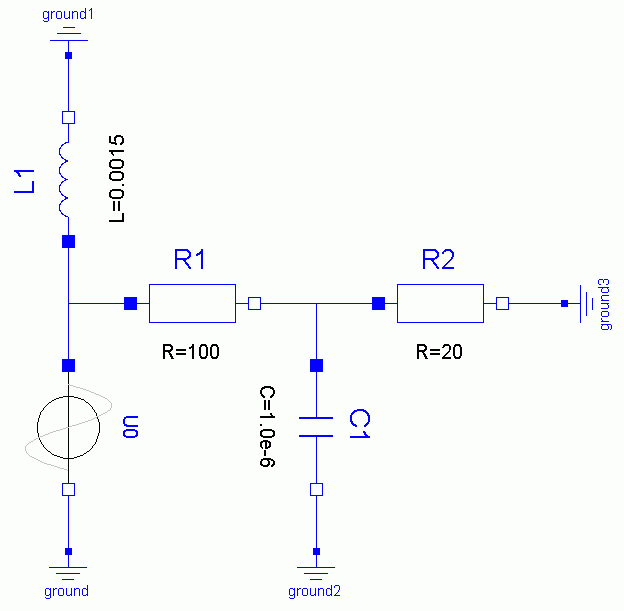 ground1
L1
L=0.0015
R1
R2
R=100
R=20
ground3
U0
C=1.0e-6
C1
ground
ground2